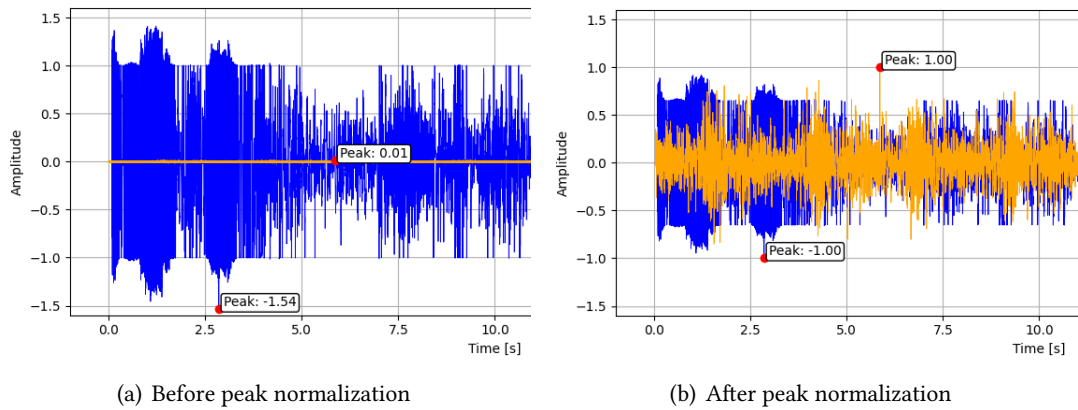 1.5
1.0
0.5
0.0
−0.5
−1.0
−1.5
Amplitude
Peak: 0.01
Peak: -1.54
0.0
2.5
5.0
7.5
10.0
Time [s]
(a) Before peak normalization
1.5
1.0
0.5
0.0
−0.5
−1.0
−1.5
Amplitude
Peak: 1.00
Peak: -1.00
0.0
2.5
5.0
7.5
10.0
Time [s]
(b) After peak normalization